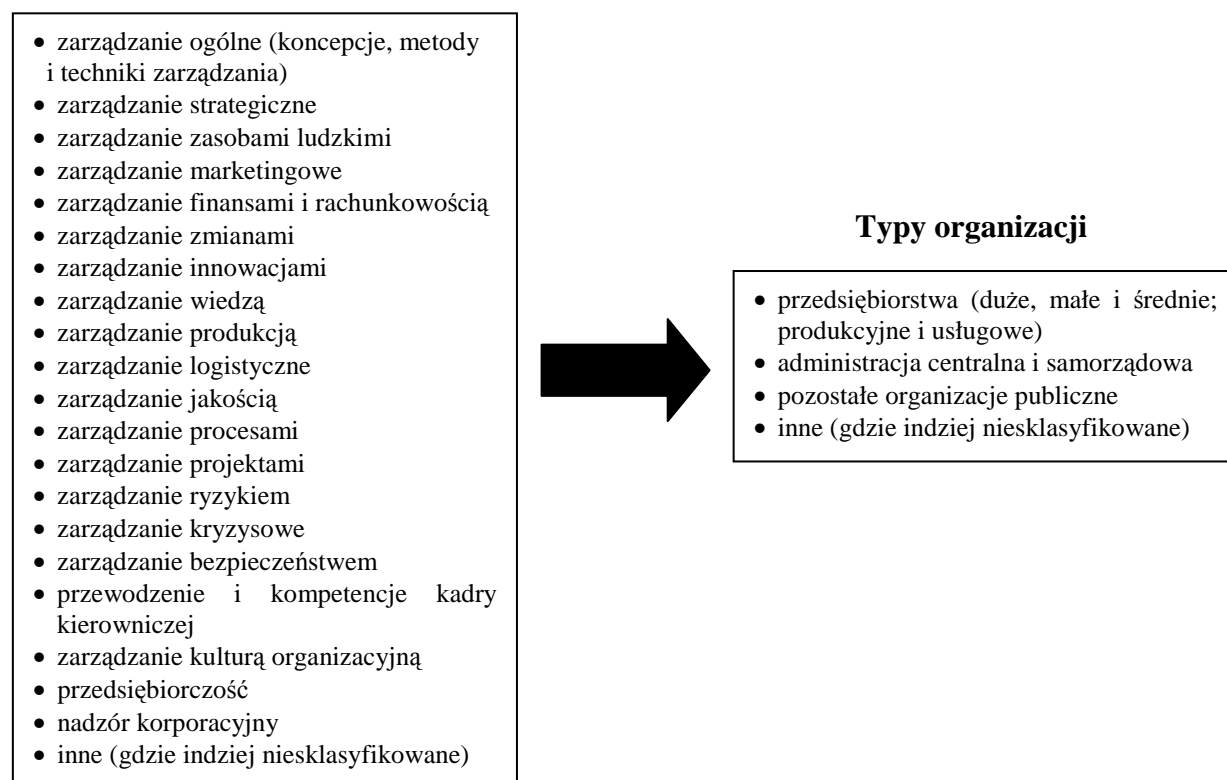 • zarządzanie ogólne (koncepcje, metody
i techniki zarządzania)
• zarządzanie strategiczne
• zarządzanie zasobami ludzkimi
• zarządzanie marketingowe
• zarządzanie finansami i rachunkowością
• zarządzanie zmianami
• zarządzanie innowacjami
• zarządzanie wiedzą
• zarządzanie produkcją
• zarządzanie logistyczne
• zarządzanie jakością
• zarządzanie procesami
• zarządzanie projektami
• zarządzanie ryzykiem
• zarządzanie kryzysowe
• zarządzanie bezpieczeństwem
• przewodzenie i kompetencje kadry
kierowniczej
• zarządzanie kulturą organizacyjną
• przedsiębiorczość
• nadzór korporacyjny
• inne (gdzie indziej niesklasyfikowane)
Typy organizacji
• przedsiębiorstwa (duże, małe i średnie;
produkcyjne i usługowe)
• administracja centralna i samorządowa
• pozostałe organizacje publiczne
• inne (gdzie indziej niesklasyfikowane)